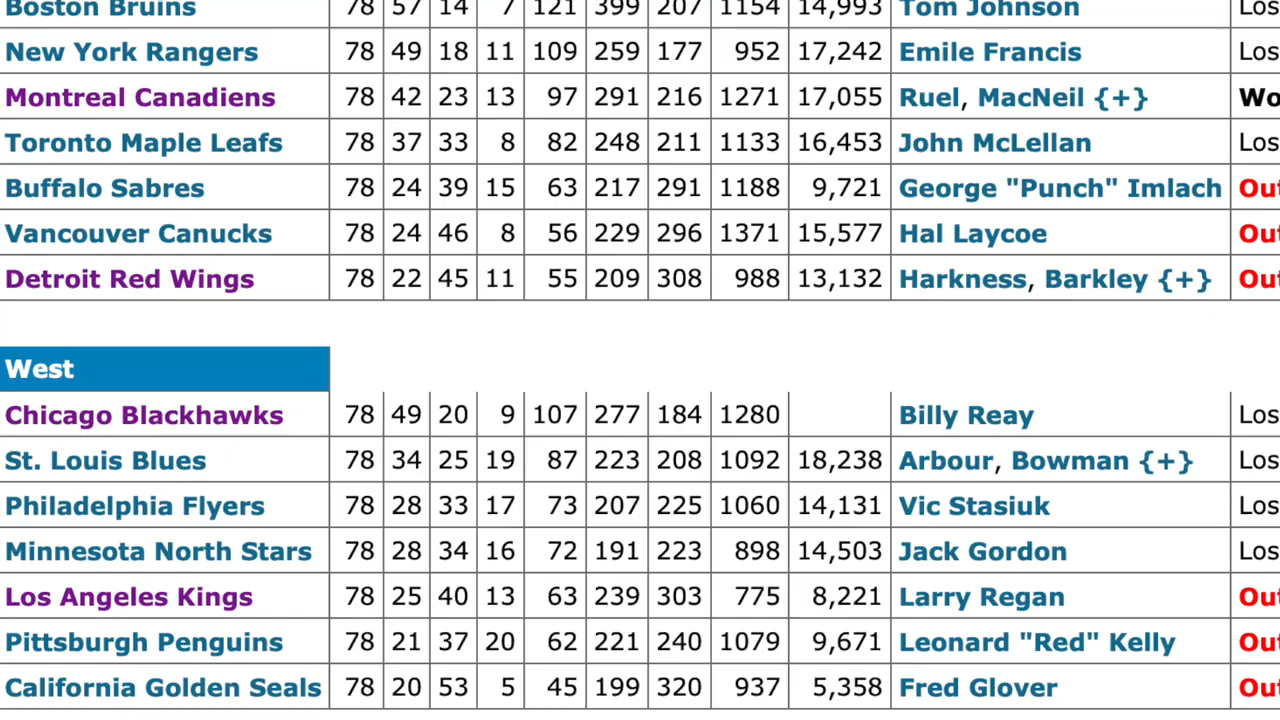 Boston Bruins 78 57 14 7 121 399 207 1154 14,993 Tom Johnson Los
New York Rangers 78 49 18 11 109 259 177 952 17,242 Emile Francis Los
Montreal Canadiens 78 42 23 13 97 291 216 1271 17,055 Ruel, MacNeil {+} Wo
Toronto Maple Leafs 78 37 33 8 82 248 211 1133 16,453 John McLellan Los
Buffalo Sabres 78 24 39 15 63 217 291 1188 9,721 George "Punch" Imlach Out
Vancouver Canucks 78 24 46 8 56 229 296 1371 15,577 Hal Laycoe Out
Detroit Red Wings 78 22 45 11 55 209 308 988 13,132 Harkness, Barkley {+} Out
West
Chicago Blackhawks 78 49 20 9 107 277 184 1280 Billy Reay Los
St. Louis Blues 78 34 25 19 87 223 208 1092 18,238 Arbour, Bowman {+} Los
Philadelphia Flyers 78 28 33 17 73 207 225 1060 14,131 Vic Stasiuk Los
Minnesota North Stars 78 28 34 16 72 191 223 898 14,503 Jack Gordon Los
Los Angeles Kings 78 25 40 13 63 239 303 775 8,221 Larry Regan Out
Pittsburgh Penguins 78 21 37 20 62 221 240 1079 9,671 Leonard "Red" Kelly Out
California Golden Seals 78 20 53 5 45 199 320 937 5,358 Fred Glover Out